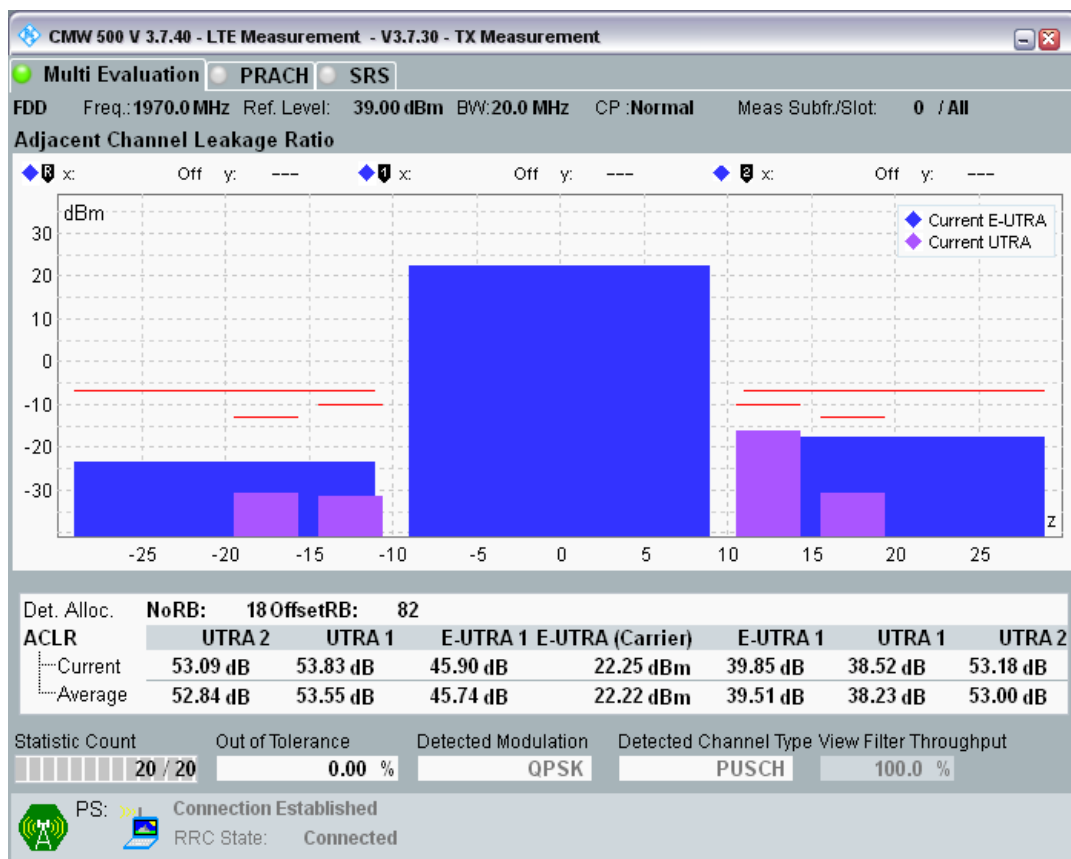 CMW 500 V 3.7.40 - LTE Measurement - V3.7.30 - TX Measurement
Multi Evaluation PRACH SRS
FDD Freq.:1970.0 MHz Ref. Level: 39.00 dBm BW:20.0 MHz CP :Normal Meas Subfr./Slot: 0 / All
Adjacent Channel Leakage Ratio
R x: Off y: --- 1 x: Off y: --- 2 x: Off y: ---
dBm
Current E-UTRA
Current UTRA
30
20
10
0
-10
-20
-30
z
-25 -20 -15 -10 -5 0 5 10 15 20 25
Det. Alloc. NoRB: 18 OffsetRB: 82
ACLR UTRA 2 UTRA 1 E-UTRA 1 E-UTRA (Carrier) E-UTRA 1 UTRA 1 UTRA 2
Current 53.09 dB 53.83 dB 45.90 dB 22.25 dBm 39.85 dB 38.52 dB 53.18 dB
Average 52.84 dB 53.55 dB 45.74 dB 22.22 dBm 39.51 dB 38.23 dB 53.00 dB
Statistic Count Out of Tolerance Detected Modulation Detected Channel Type View Filter Throughput
20 / 20 0.00 % QPSK PUSCH 100.0 %
PS: Connection Established
RRC State: Connected